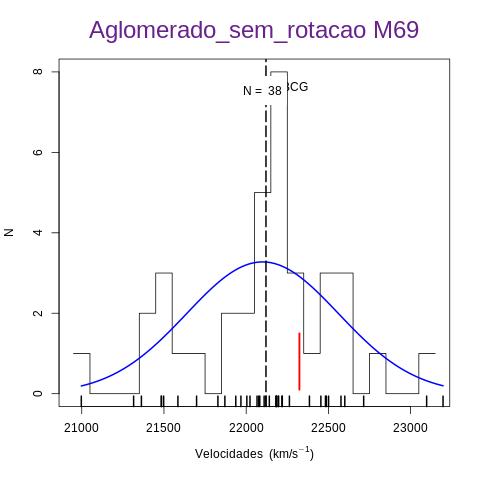 Aglomerado_sem_rotacao M69
N = 38
BCG
N
8
6
4
2
0
21000 21500 22000 22500 23000
Velocidades (km/s⁻¹)